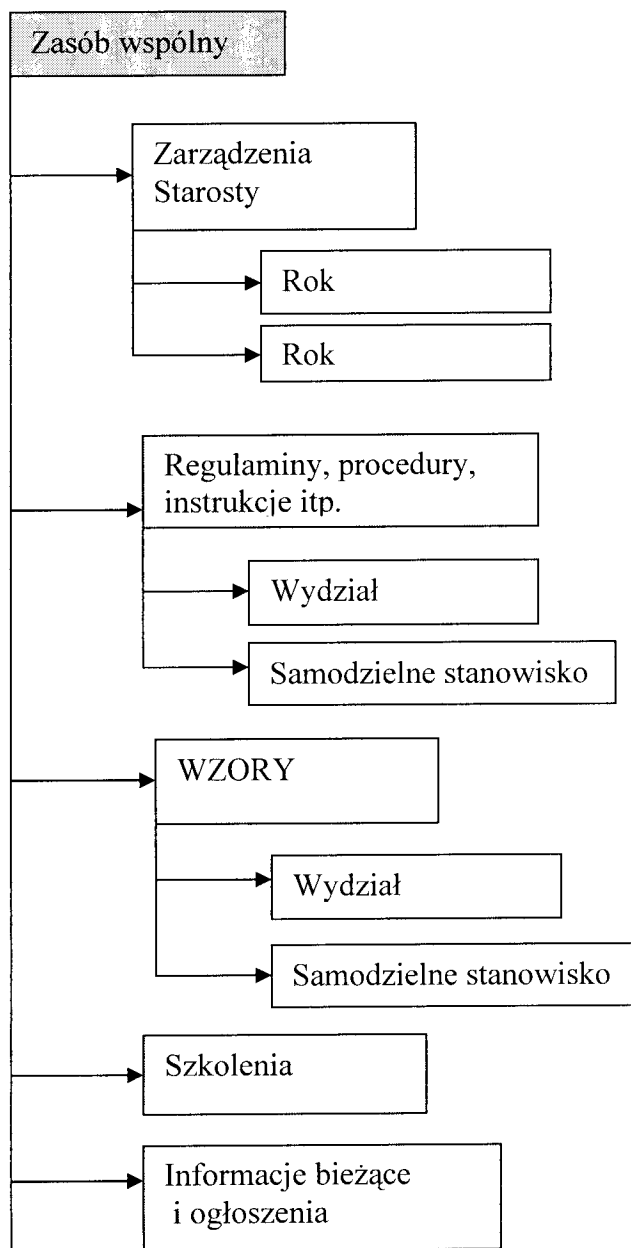 Zasób wspólny
Zarządzenia
Starosty
Rok
Rok
Regulaminy, procedury,
instrukcje itp.
Wydział
Samodzielne stanowisko
WZORY
Wydział
Samodzielne stanowisko
Szkolenia
Informacje bieżące
i ogłoszenia